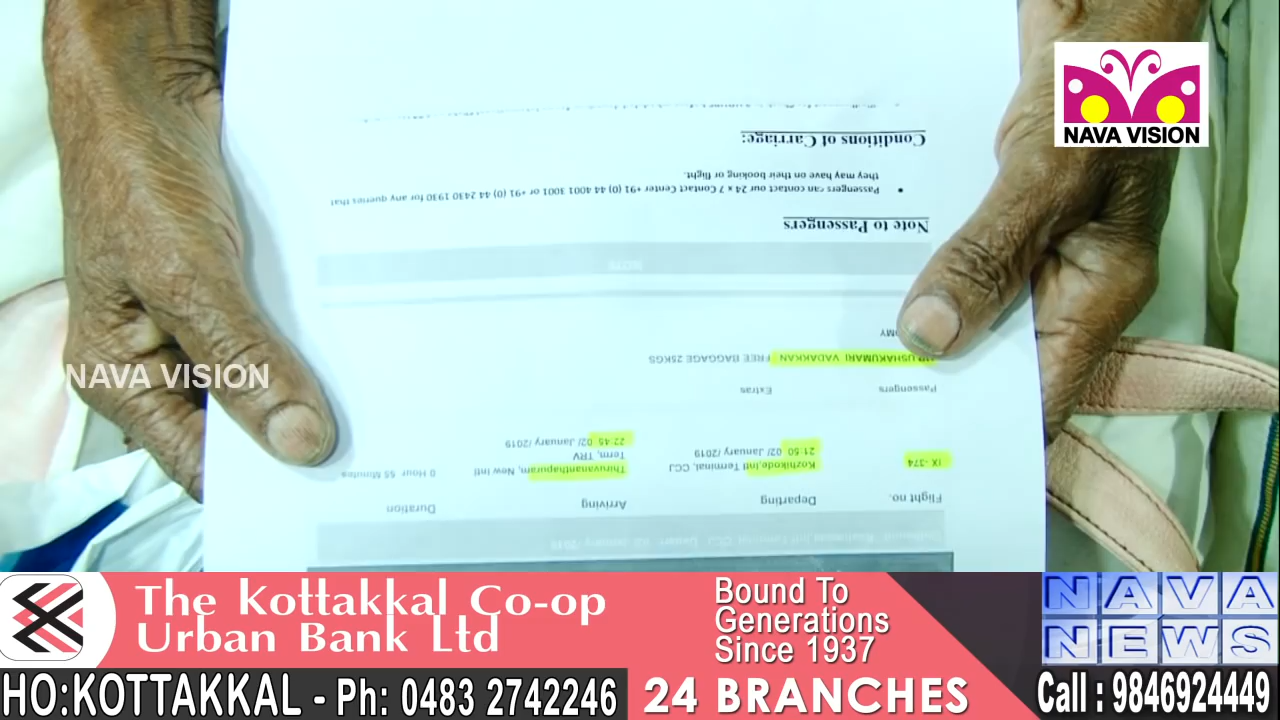 NAVA VISION
Conditions of Carriage:
they may have on their booking or flight.
• Passengers can contact our 24 x 7 Contact Center +91 (0) 44 4001 3001 or +91 (0) 44 2430 1930 for any queries that
Note to Passengers
USHAKUMARI VADAKKAN FREE BAGGAGE 25KGS
Passengers Extras
21:50 02/ January /2019 22:45 02/ January /2019
Term, TRV
IX-374 Kozhikode,Intl Terminal, CCJ Thiruvananthapuram, New Intl 0 Hour 55 Minutes
Flight no. Departing Arriving Duration
NAVA VISION
The Kottakkal Co-op
Urban Bank Ltd
Bound To
Generations
Since 1937
NAVA
NEWS
HO:KOTTAKKAL - Ph: 0483 2742246
24 BRANCHES
Call : 9846924449